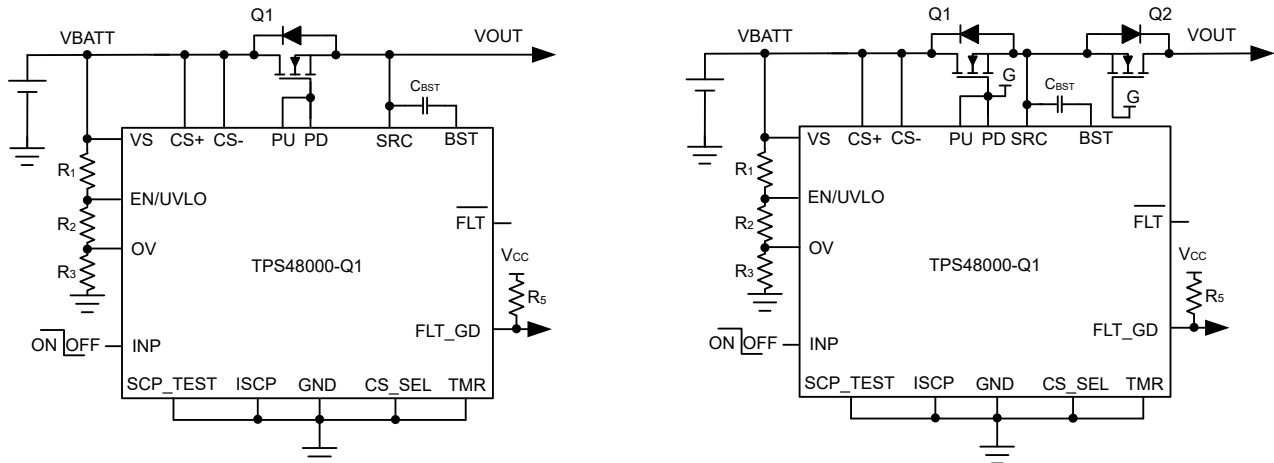 Q1
VBATT
VOUT
CBST
VS
CS+
CS-
PU
PD
SRC
BST
R1
EN/UVLO
R2
FLT
OV
VCC
R3
TPS48000-Q1
R5
FLT_GD
ON OFF
INP
SCP_TEST
ISCP
GND
CS_SEL
TMR
Q1
Q2
VBATT
VOUT
G
CBST
G
VS
CS+
CS-
PU
PD
SRC
BST
R1
EN/UVLO
R2
FLT
OV
VCC
R3
TPS48000-Q1
R5
FLT_GD
ON OFF
INP
SCP_TEST
ISCP
GND
CS_SEL
TMR